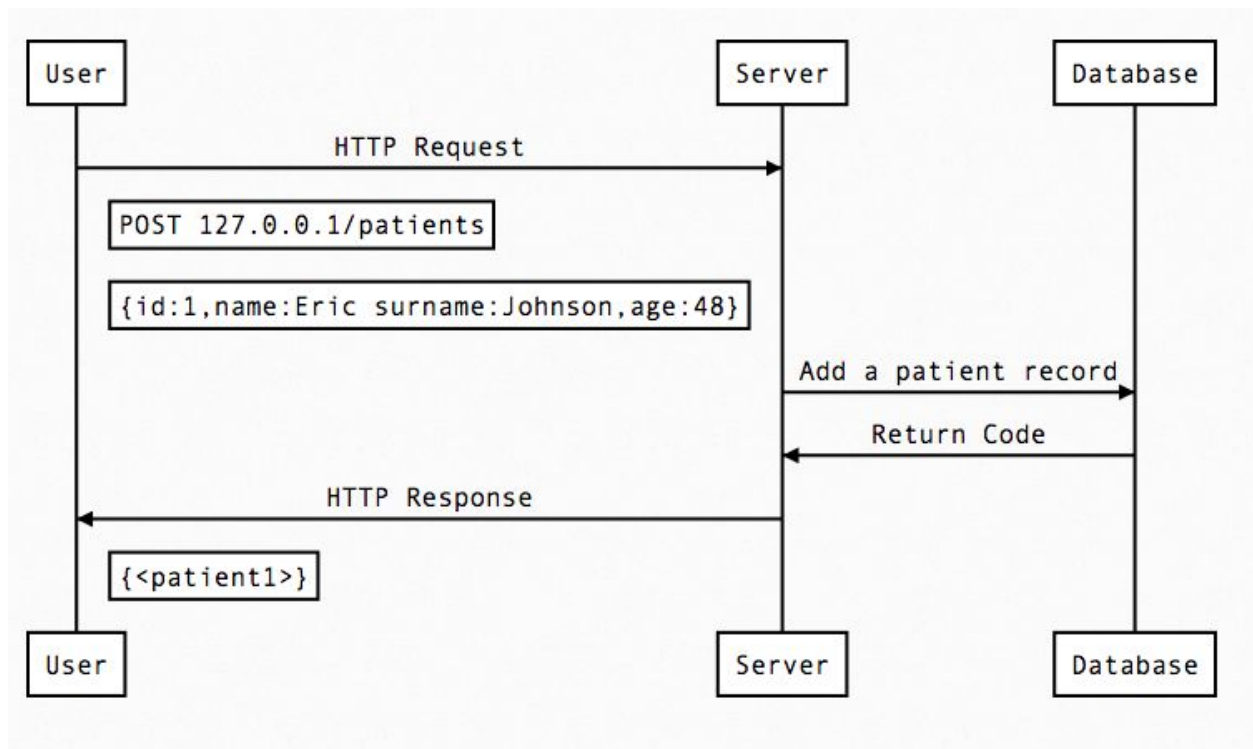 User
Server
Database
HTTP Request
POST 127.0.0.1/patients
{id:1,name:Eric surname:Johnson,age:48}
Add a patient record
Return Code
HTTP Response
{<patient1>}
User
Server
Database